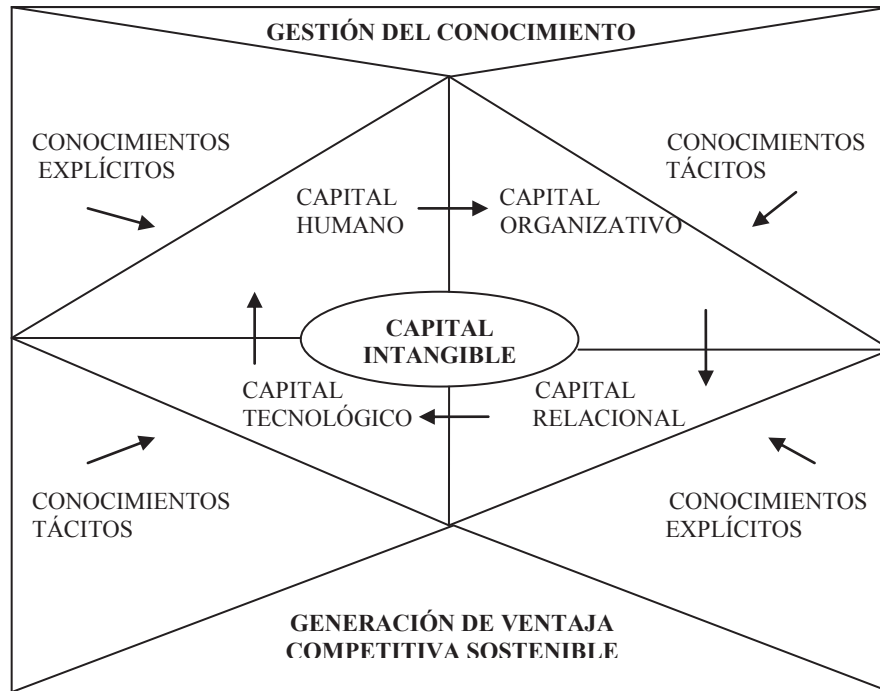 GESTIÓN DEL CONOCIMIENTO
CONOCIMIENTOS
EXPLÍCITOS
CONOCIMIENTOS
TÁCITOS
CAPITAL
HUMANO
CAPITAL
ORGANIZATIVO
CAPITAL
INTANGIBLE
CAPITAL
TECNOLÓGICO
CAPITAL
RELACIONAL
CONOCIMIENTOS
TÁCITOS
CONOCIMIENTOS
EXPLÍCITOS
GENERACIÓN DE VENTAJA
COMPETITIVA SOSTENIBLE